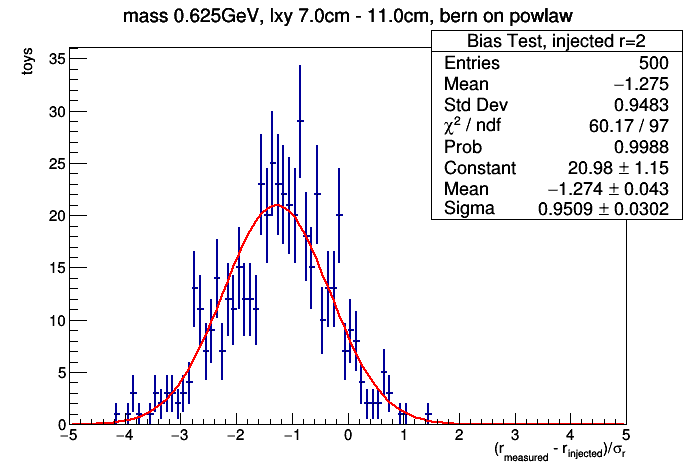 mass 0.625GeV, lxy 7.0cm - 11.0cm, bern on powlaw
Bias Test, injected r=2
Entries 500
Mean −1.275
Std Dev 0.9483
χ² / ndf 60.17 / 97
Prob 0.9988
Constant 20.98 ± 1.15
Mean −1.274 ± 0.043
Sigma 0.9509 ± 0.0302
toys
35
30
25
20
15
10
5
0
−5 −4 −3 −2 −1 0 1 2 3 4 5
(r_measured - r_injected)/σ_r